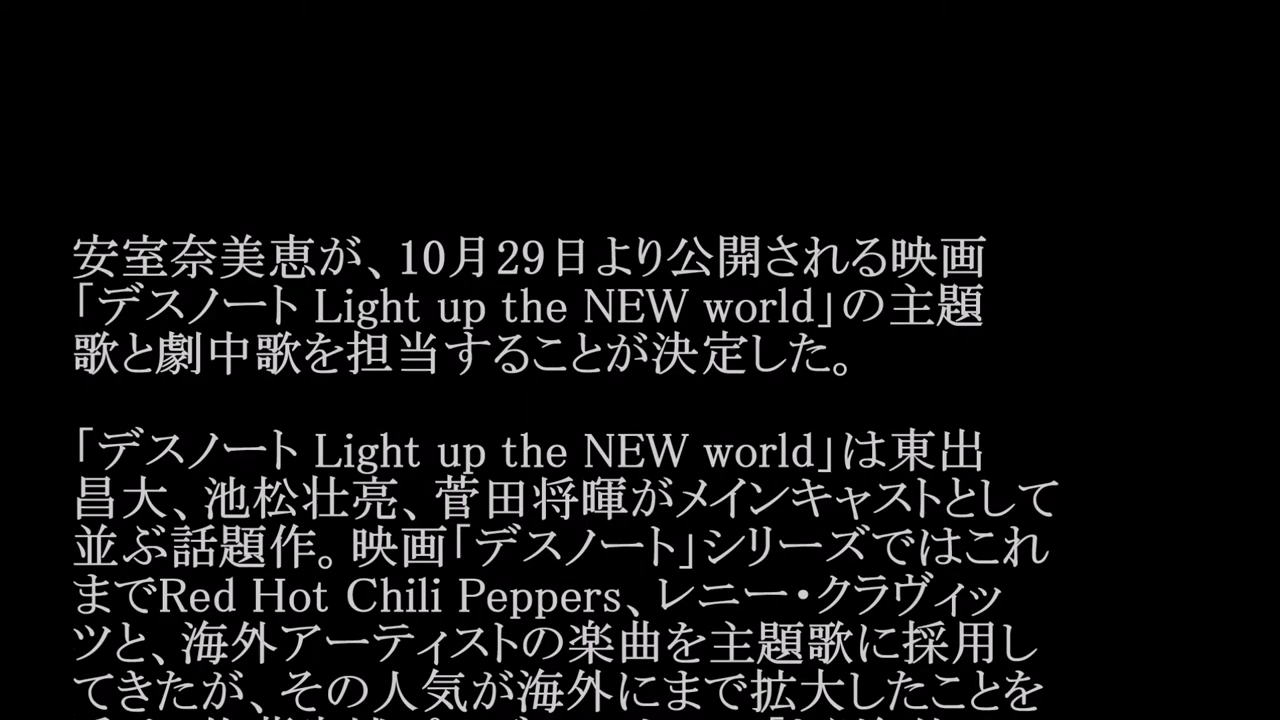 安室奈美恵が、10月29日より公開される映画
「デスノート Light up the NEW world」の主題
歌と劇中歌を担当することが決定した。
「デスノート Light up the NEW world」は東出
昌大、池松壮亮、菅田将暉がメインキャストとして
並ぶ話題作。映画「デスノート」シリーズではこれ
までRed Hot Chili Peppers、レニー・クラヴィッ
ツと、海外アーティストの楽曲を主題歌に採用し
てきたが、その人気が海外にまで拡大したことを